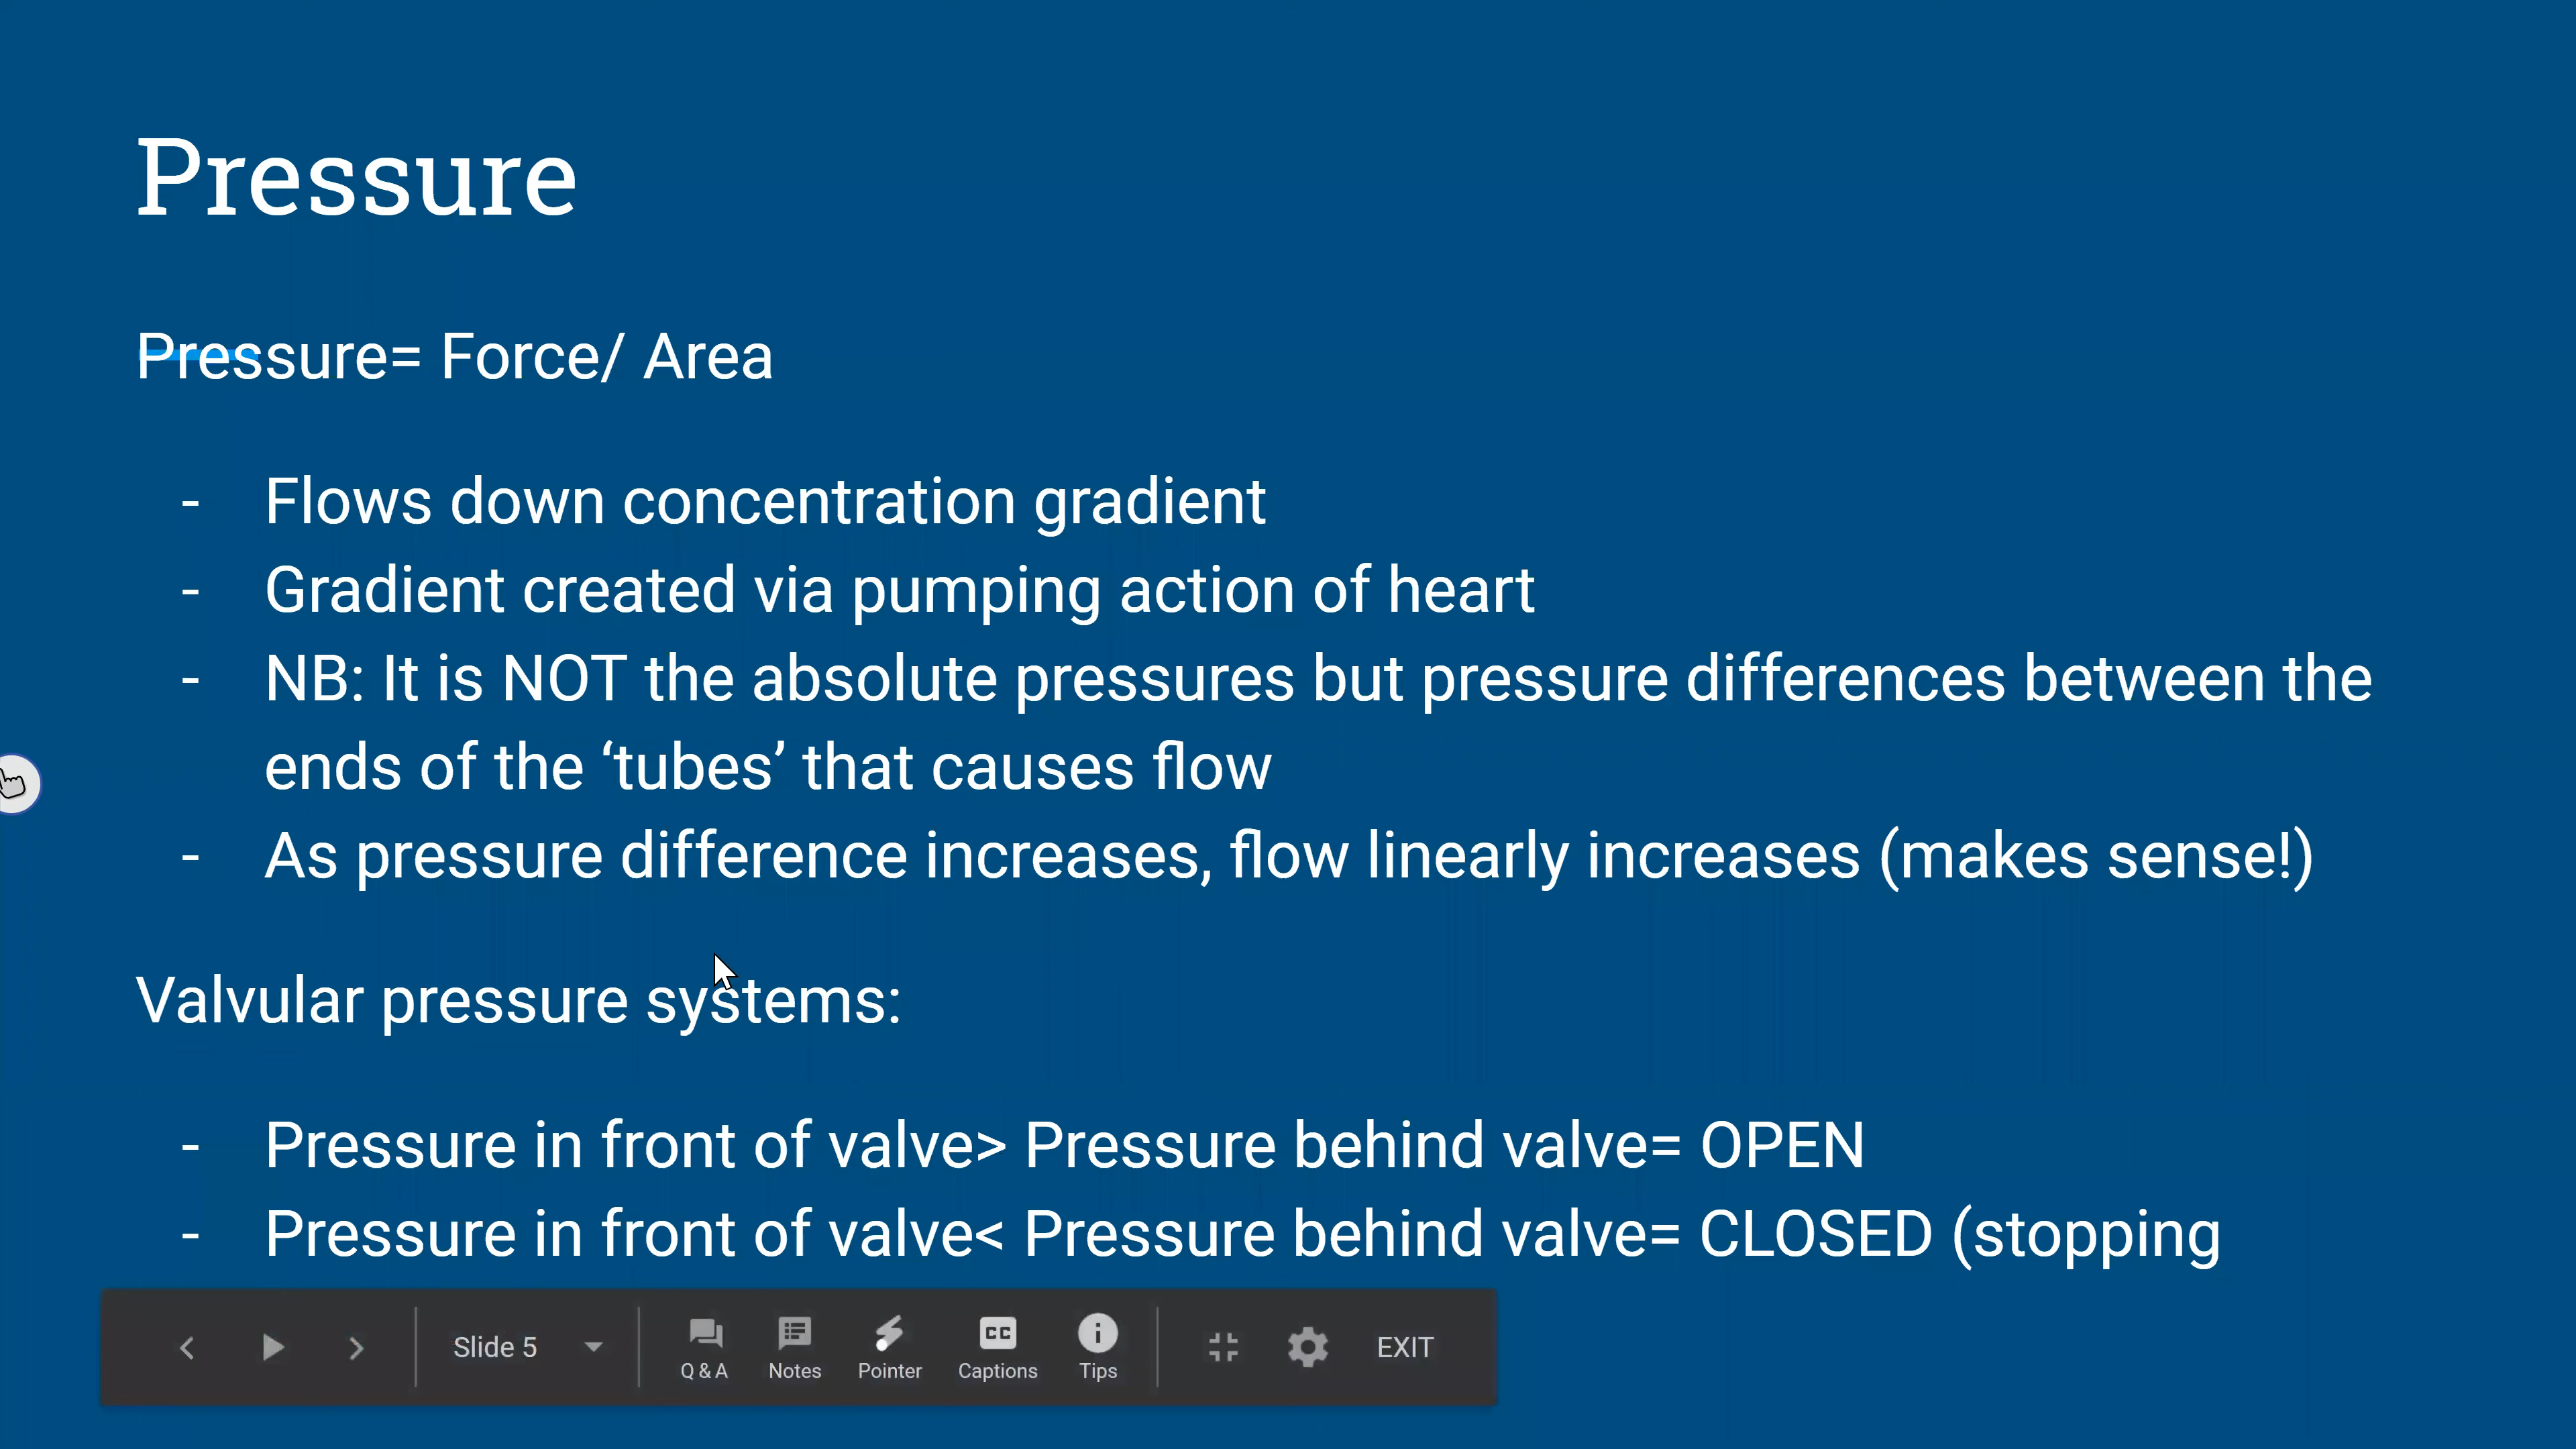 Pressure
Pressure= Force/ Area
- Flows down concentration gradient
- Gradient created via pumping action of heart
- NB: It is NOT the absolute pressures but pressure differences between the
ends of the ‘tubes’ that causes flow
- As pressure difference increases, flow linearly increases (makes sense!)
Valvular pressure systems:
- Pressure in front of valve> Pressure behind valve= OPEN
- Pressure in front of valve< Pressure behind valve= CLOSED (stopping
Slide 5
Q & A Notes Pointer CC Captions Tips EXIT